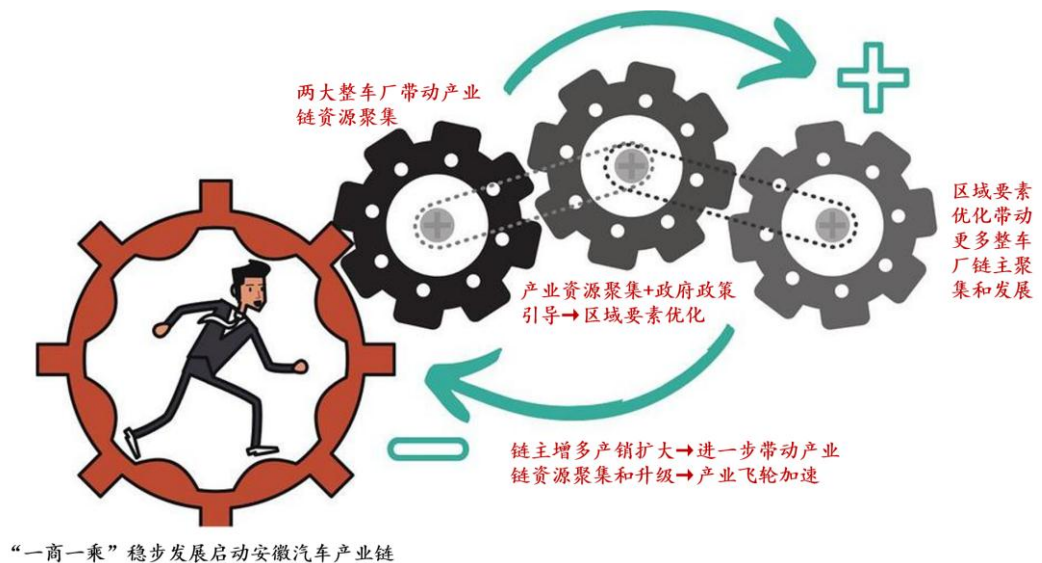 两大整车厂带动产业
链资源聚集
区域要素
优化带动
更多整车
厂链主聚
集和发展
产业资源聚集+政府政策
引导→区域要素优化
链主增多产销扩大→进一步带动产业
链资源聚集和升级→产业飞轮加速
“一商一乘”稳步发展启动安徽汽车产业链